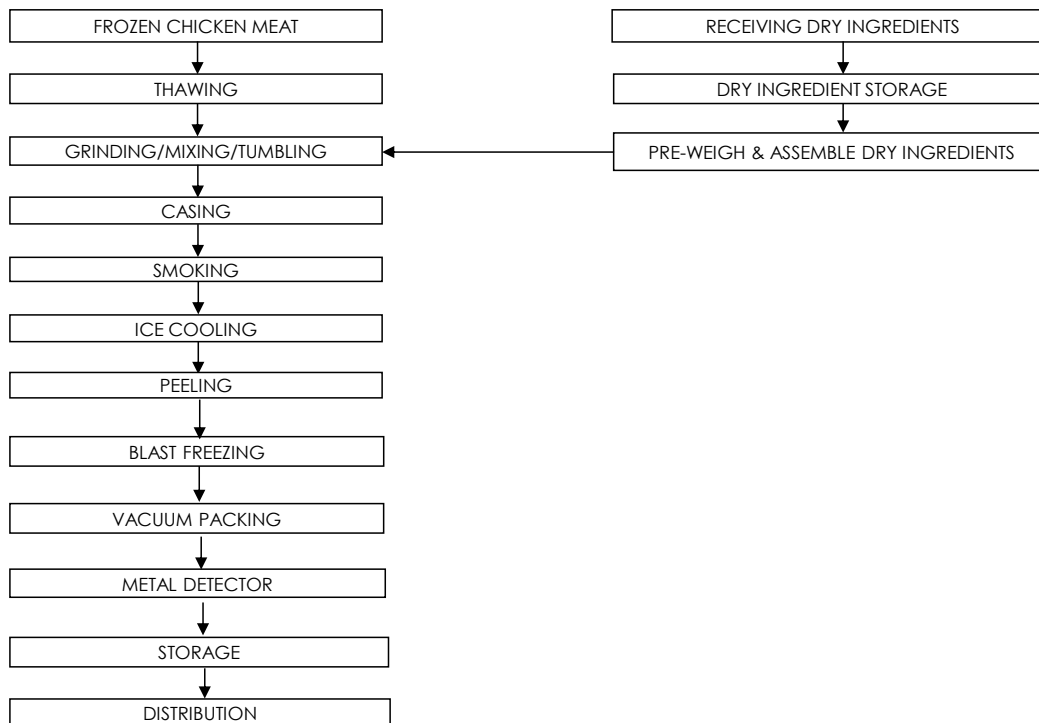 FROZEN CHICKEN MEAT
RECEIVING DRY INGREDIENTS
THAWING
DRY INGREDIENT STORAGE
GRINDING/MIXING/TUMBLING
PRE-WEIGH & ASSEMBLE DRY INGREDIENTS
CASING
SMOKING
ICE COOLING
PEELING
BLAST FREEZING
VACUUM PACKING
METAL DETECTOR
STORAGE
DISTRIBUTION